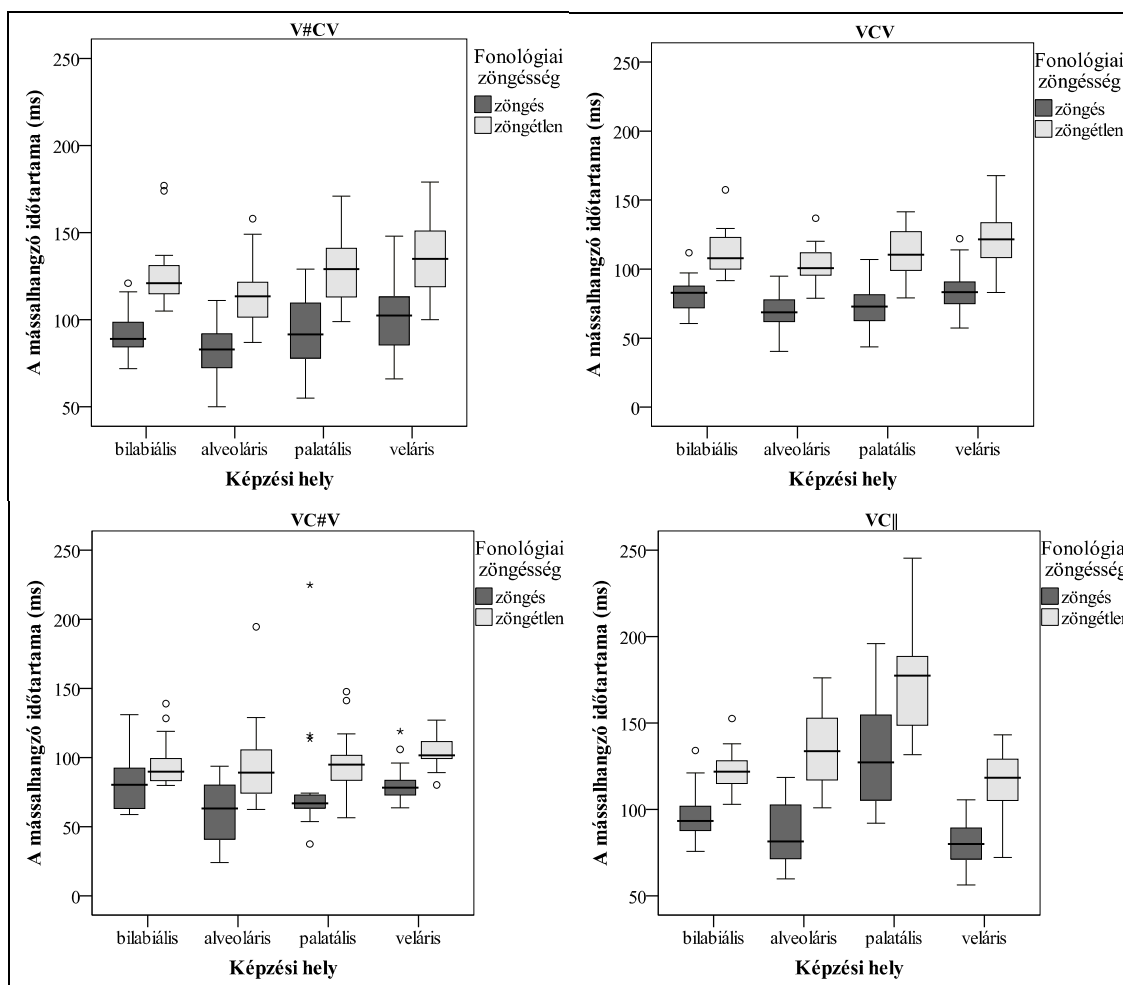 V#CV
A mássalhangzó időtartama (ms)
250
200
150
100
50
bilabiális alveoláris palatális veláris
Képzési hely
Fonológiai
zöngésség
zöngés
zöngétlen
VCV
A mássalhangzó időtartama (ms)
250
200
150
100
50
0
bilabiális alveoláris palatális veláris
Képzési hely
Fonológiai
zöngésség
zöngés
zöngétlen
VC#V
A mássalhangzó időtartama (ms)
250
200
150
100
50
0
bilabiális alveoláris palatális veláris
Képzési hely
Fonológiai
zöngésség
zöngés
zöngétlen
VC||
A mássalhangzó időtartama (ms)
250
200
150
100
50
bilabiális alveoláris palatális veláris
Képzési hely
Fonológiai
zöngésség
zöngés
zöngétlen